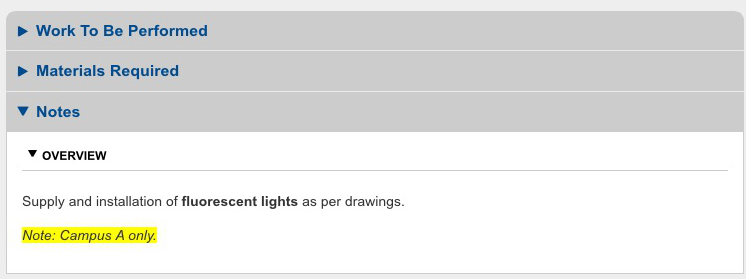 Work To Be Performed
Materials Required
Notes
OVERVIEW
Supply and installation of fluorescent lights as per drawings.
Note: Campus A only.